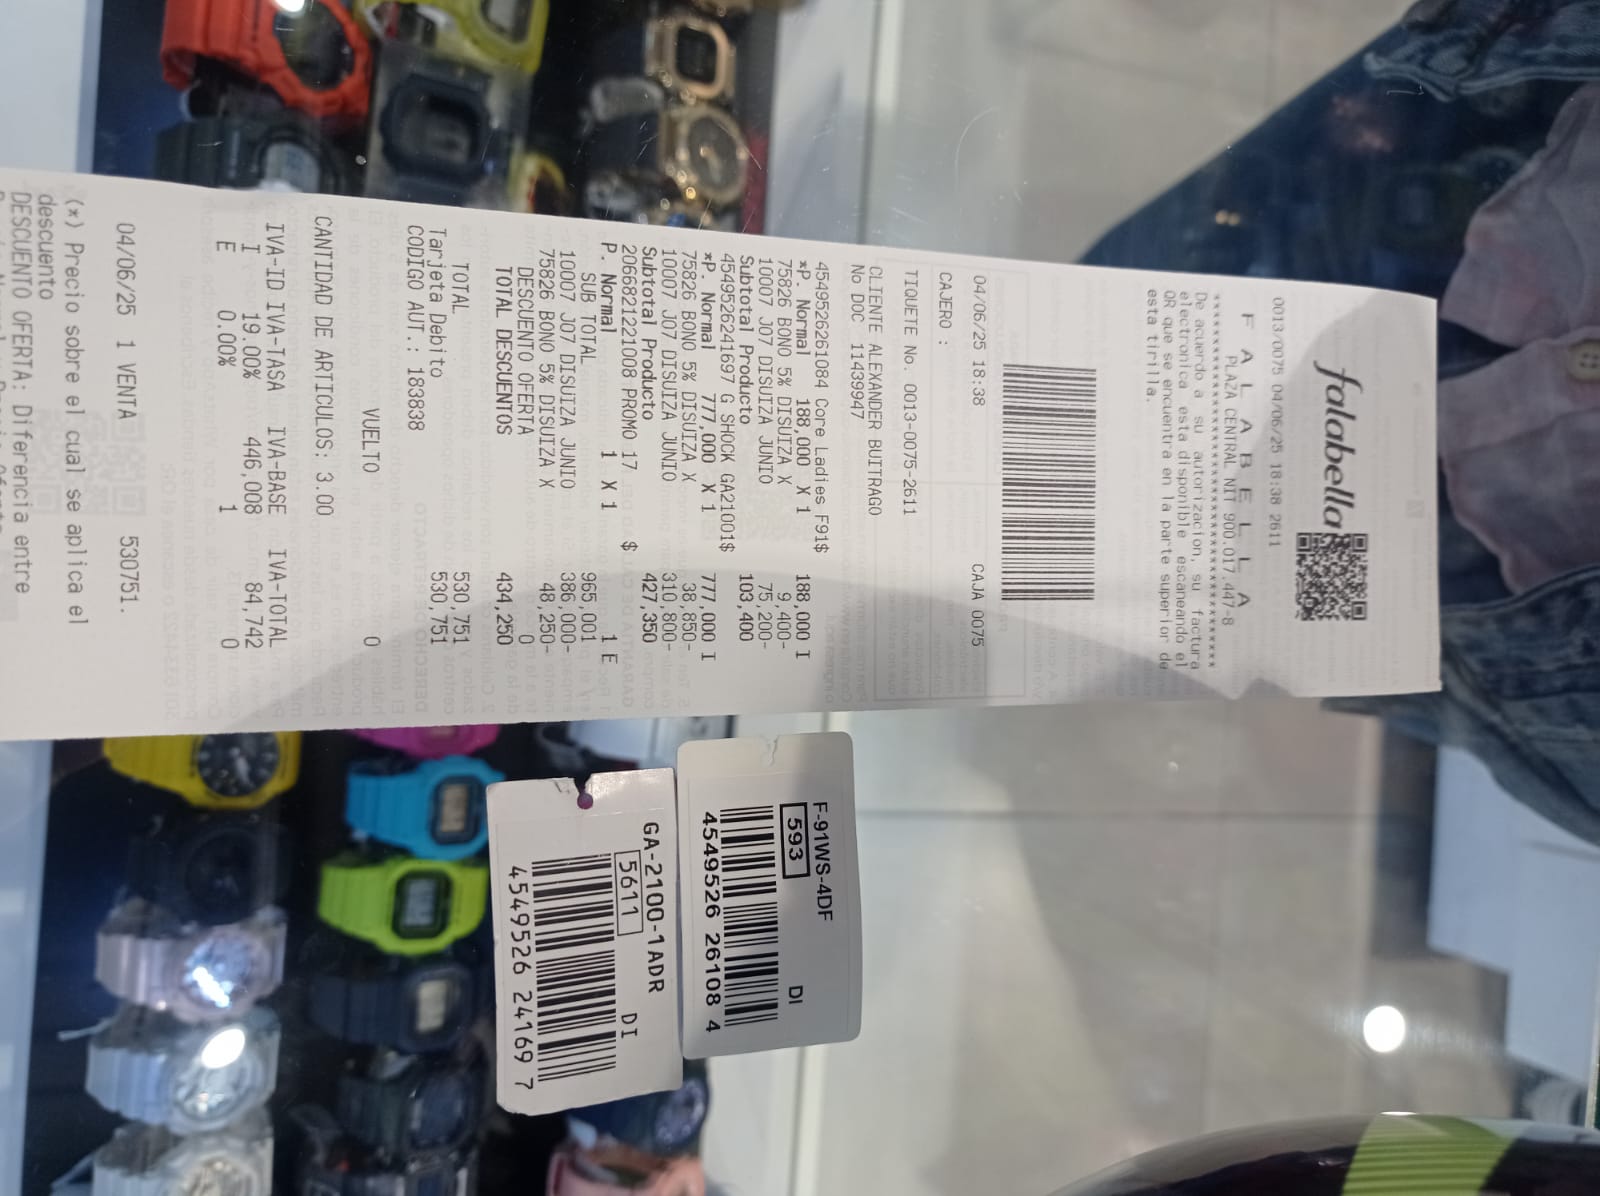 falabella
0013/0075 04/06/25 18:38 2611
F A L A B E L L A
PLAZA CENTRAL NIT 900.017.447-8
De acuerdo a su autorizacion, su factura
electronica esta disponible escaneando el
QR que se encuentra en la parte superior de
esta tirilla.
04/06/25 18:38 CAJA 0075
CAJERO :
TIQUETE No. 0013-0075-2611
CLIENTE ALEXANDER BUITRAGO
No DOC 11439947
4549526261084 Core Ladies F91$ 188,000 I
*P. Normal 188,000 X 1
75826 BONO 5% DISUIZA X 9,400-
10007 J07 DISUIZA JUNIO 75,200-
Subtotal Producto 103,400
4549526241697 G SHOCK GA21001$ 777,000 I
*P. Normal 777,000 X 1
75826 BONO 5% DISUIZA X 38,850-
10007 J07 DISUIZA JUNIO 310,800-
Subtotal Producto 427,350
2066821221008 PROMO 17 $ 1 E
P. Normal 1 X 1
SUB TOTAL 965,001
10007 J07 DISUIZA JUNIO 386,000-
75826 BONO 5% DISUIZA X 48,250-
DESCUENTO OFERTA 0
TOTAL DESCUENTOS 434,250
TOTAL 530,751
Tarjeta Debito 530,751
CODIGO AUT.: 183838
VUELTO 0
CANTIDAD DE ARTICULOS: 3.00
IVA-ID IVA-TASA IVA-BASE IVA-TOTAL
I 19.00% 446,008 84,742
E 0.00% 1 0
04/06/25 1 VENTA 530751.
(*) Precio sobre el cual se aplica el
descuento
DESCUENTO OFERTA: Diferencia entre
F-91WS-4DF
593 DI
4549526 26108 4
GA-2100-1ADR
5611 DI
4549526 24169 7